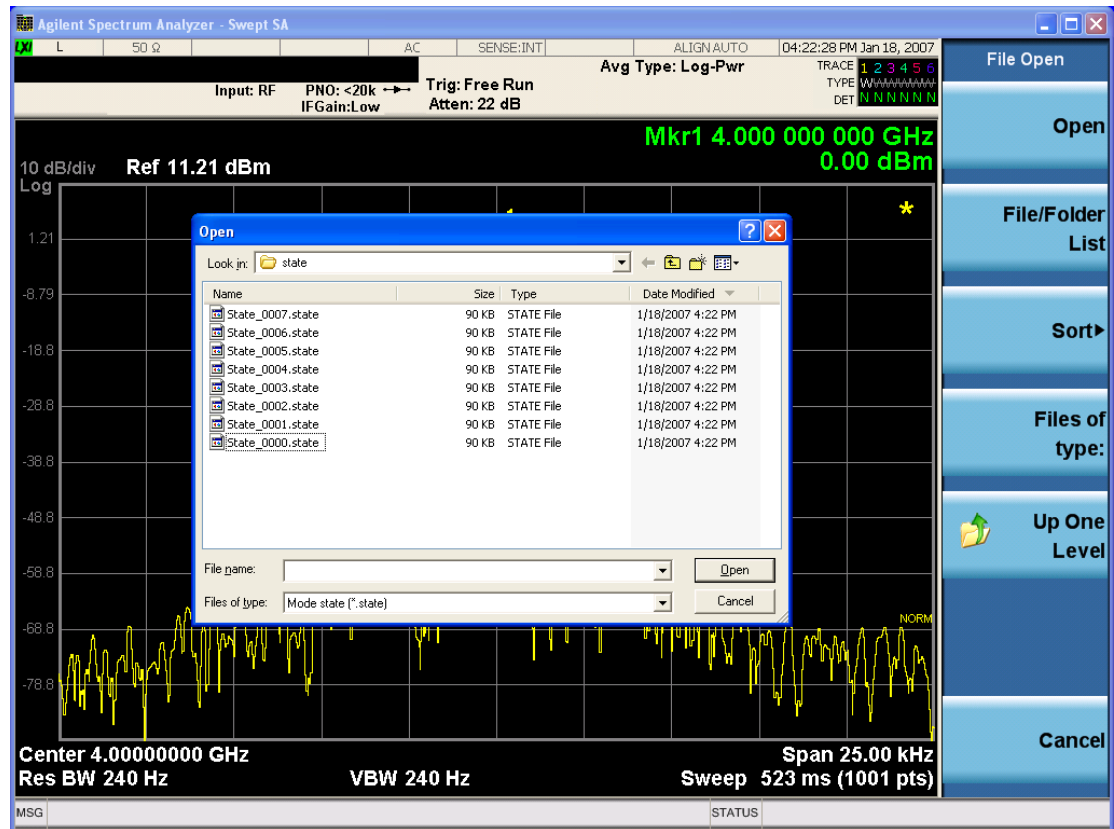 Agilent Spectrum Analyzer - Swept SA
LXI L 50 Ω AC SENSE:INT ALIGN AUTO 04:22:28 PM Jan 18, 2007
Input: RF PNO: <20k IFGain:Low
Trig: Free Run
Atten: 22 dB
Avg Type: Log-Pwr
TRACE 1 2 3 4 5 6
TYPE
DET N N N N N N
Mkr1 4.000 000 000 GHz
0.00 dBm
10 dB/div Ref 11.21 dBm
Log
1.21
-8.79
-18.8
-28.8
-38.8
-48.8
-58.8
-68.8
-78.8
*
Open
Look in: state
Name Size Type Date Modified
State_0007.state 90 KB STATE File 1/18/2007 4:22 PM
State_0006.state 90 KB STATE File 1/18/2007 4:22 PM
State_0005.state 90 KB STATE File 1/18/2007 4:22 PM
State_0004.state 90 KB STATE File 1/18/2007 4:22 PM
State_0003.state 90 KB STATE File 1/18/2007 4:22 PM
State_0002.state 90 KB STATE File 1/18/2007 4:22 PM
State_0001.state 90 KB STATE File 1/18/2007 4:22 PM
State_0000.state 90 KB STATE File 1/18/2007 4:22 PM
File name: Open
Files of type: Mode state (*.state) Cancel
NORM
Center 4.00000000 GHz Span 25.00 kHz
Res BW 240 Hz VBW 240 Hz Sweep 523 ms (1001 pts)
MSG STATUS
File Open
Open
File/Folder
List
Sort
Files of
type:
Up One
Level
Cancel